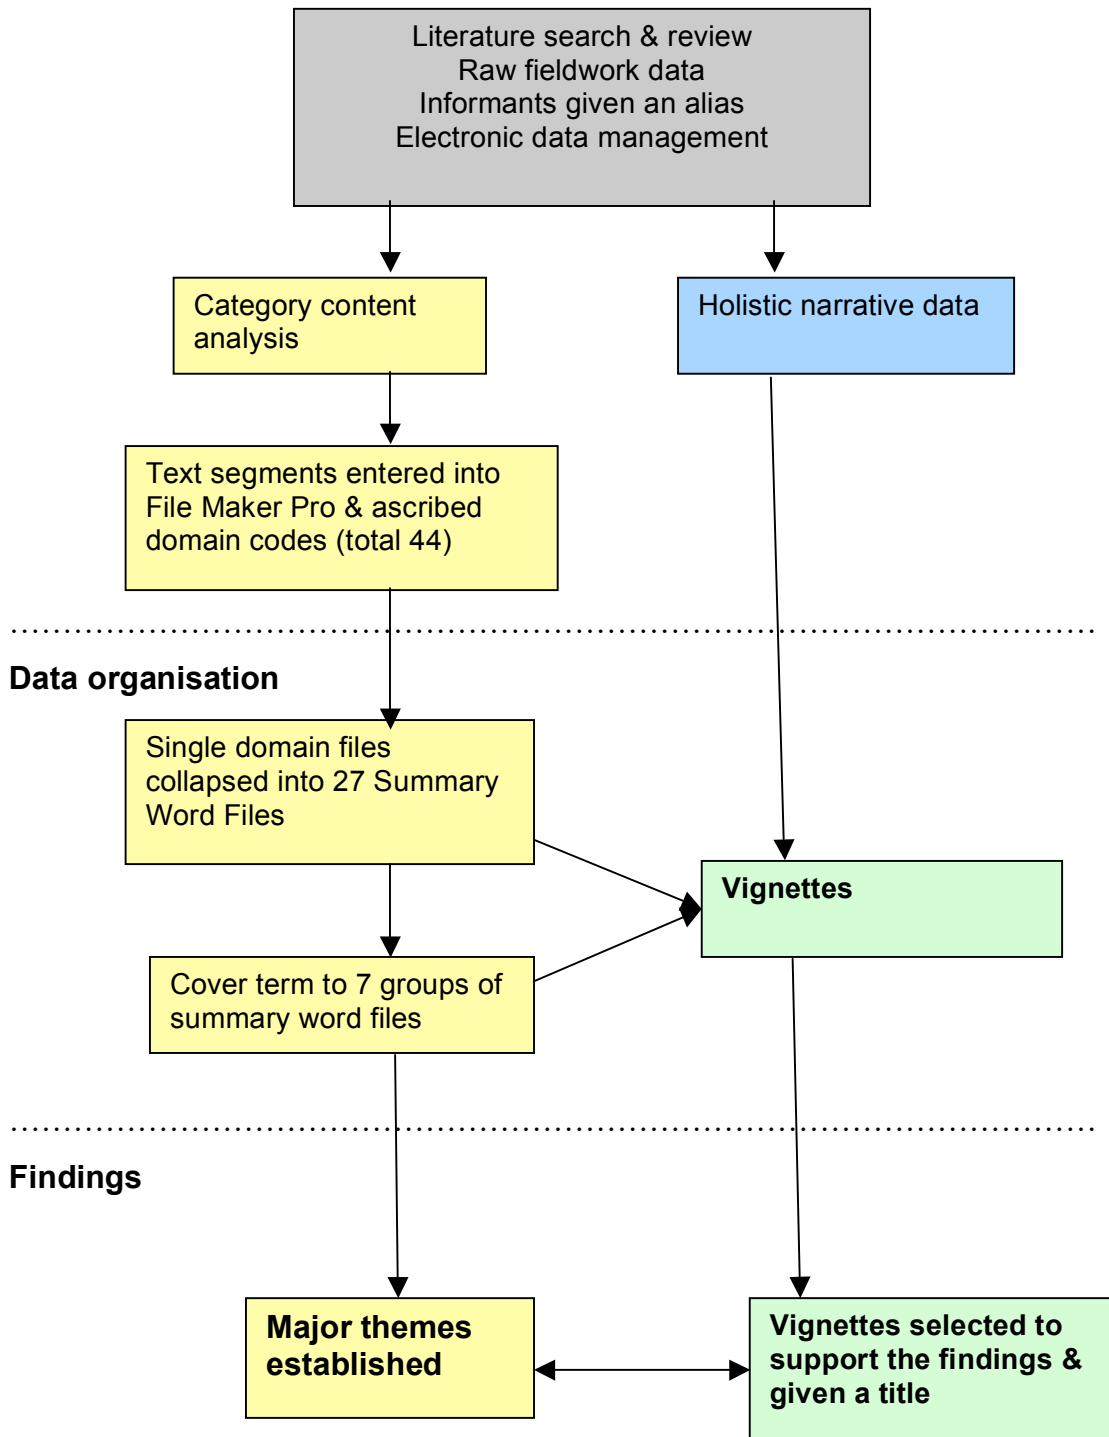 Literature search & review
Raw fieldwork data
Informants given an alias
Electronic data management
Category content
analysis
Holistic narrative data
Text segments entered into
File Maker Pro & ascribed
domain codes (total 44)
Data organisation
Single domain files
collapsed into 27 Summary
Word Files
Vignettes
Cover term to 7 groups of
summary word files
Findings
Major themes
established
Vignettes selected to
support the findings &
given a title